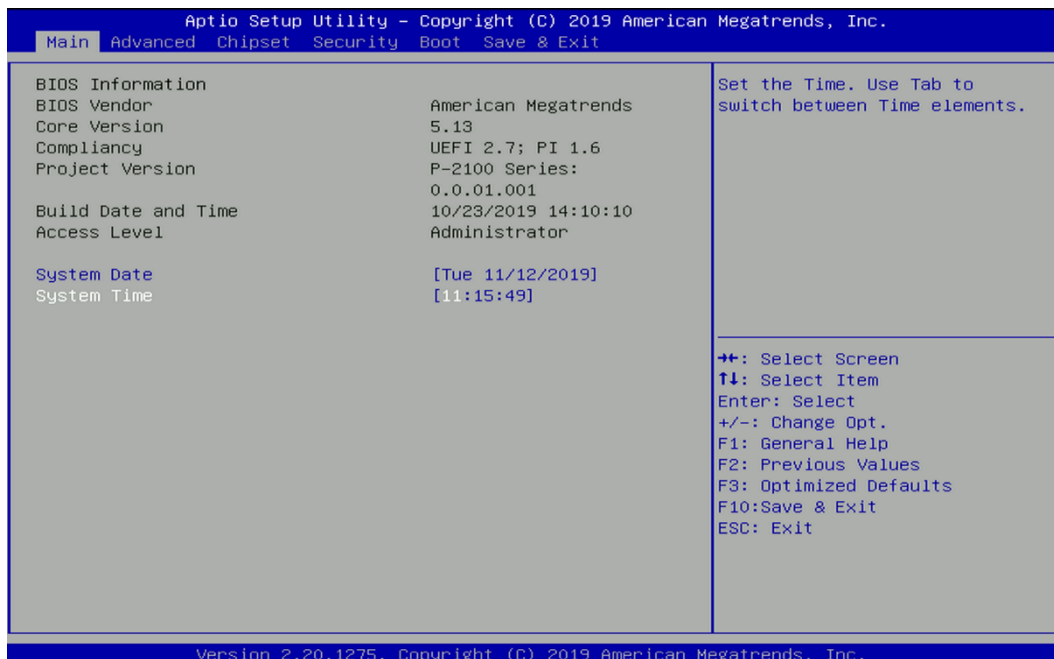 Aptio Setup Utility – Copyright (C) 2019 American Megatrends, Inc.
Main Advanced Chipset Security Boot Save & Exit
BIOS Information
BIOS Vendor American Megatrends
Core Version 5.13
Compliancy UEFI 2.7; PI 1.6
Project Version P-2100 Series:
0.0.01.001
Build Date and Time 10/23/2019 14:10:10
Access Level Administrator
System Date [Tue 11/12/2019]
System Time [11:15:49]
Set the Time. Use Tab to
switch between Time elements.
→←: Select Screen
↑↓: Select Item
Enter: Select
+/-: Change Opt.
F1: General Help
F2: Previous Values
F3: Optimized Defaults
F10:Save & Exit
ESC: Exit
Version 2.20.1275. Copyright (C) 2019 American Megatrends, Inc.